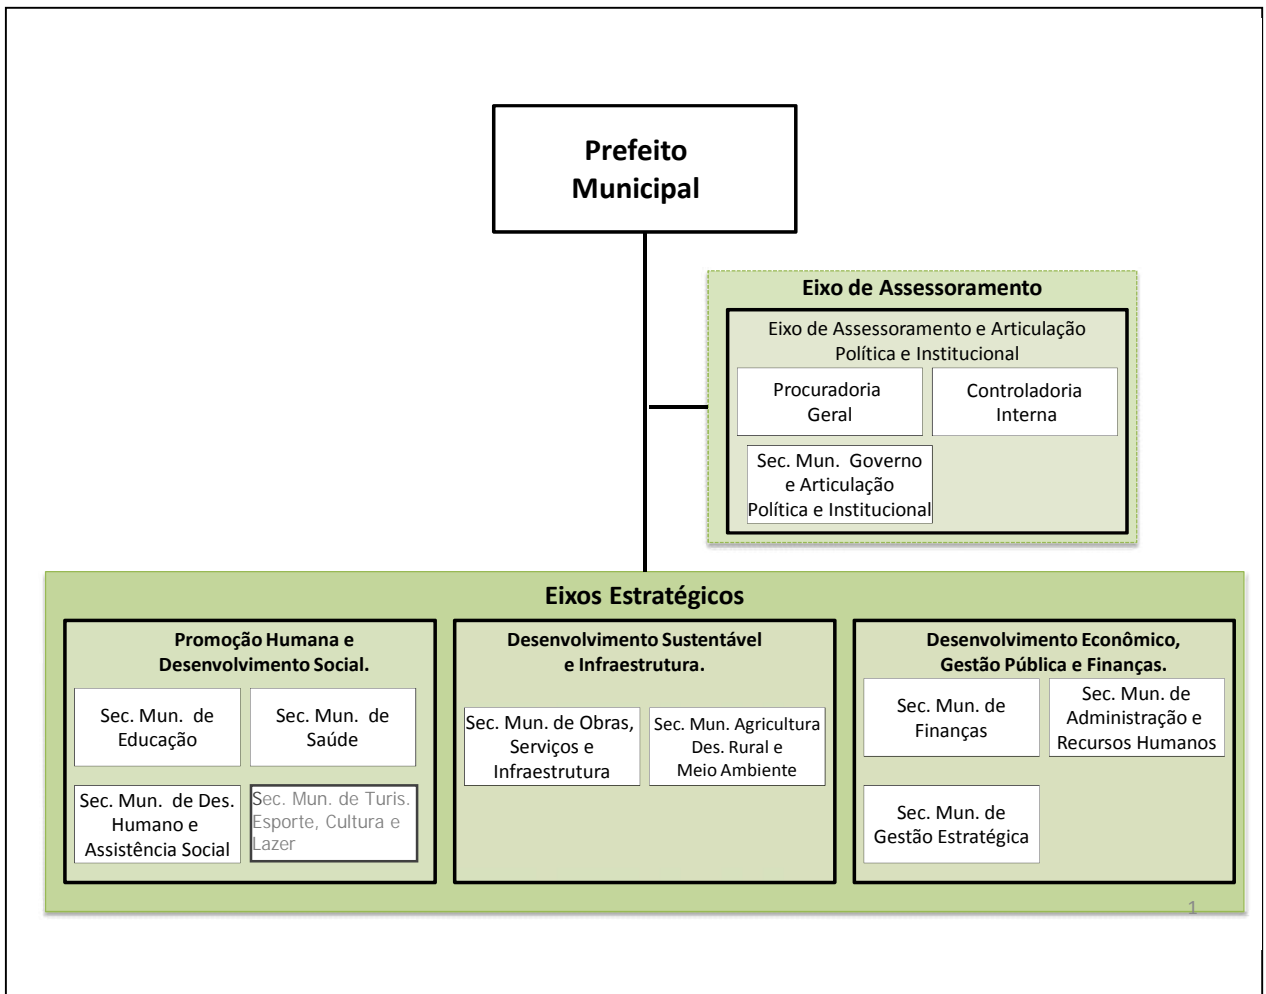 Prefeito
Municipal
Eixo de Assessoramento
Eixo de Assessoramento e Articulação
Política e Institucional
Procuradoria
Geral
Controladoria
Interna
Sec. Mun. Governo
e Articulação
Política e Institucional
Eixos Estratégicos
Promoção Humana e
Desenvolvimento Social.
Sec. Mun. de
Educação
Sec. Mun. de
Saúde
Sec. Mun. de Des.
Humano e
Assistência Social
Sec. Mun. de Turis.
Esporte, Cultura e
Lazer
Desenvolvimento Sustentável
e Infraestrutura.
Sec. Mun. de Obras,
Serviços e
Infraestrutura
Sec. Mun. Agricultura
Des. Rural e
Meio Ambiente
Desenvolvimento Econômico,
Gestão Pública e Finanças.
Sec. Mun. de
Finanças
Sec. Mun. de
Administração e
Recursos Humanos
Sec. Mun. de
Gestão Estratégica
1